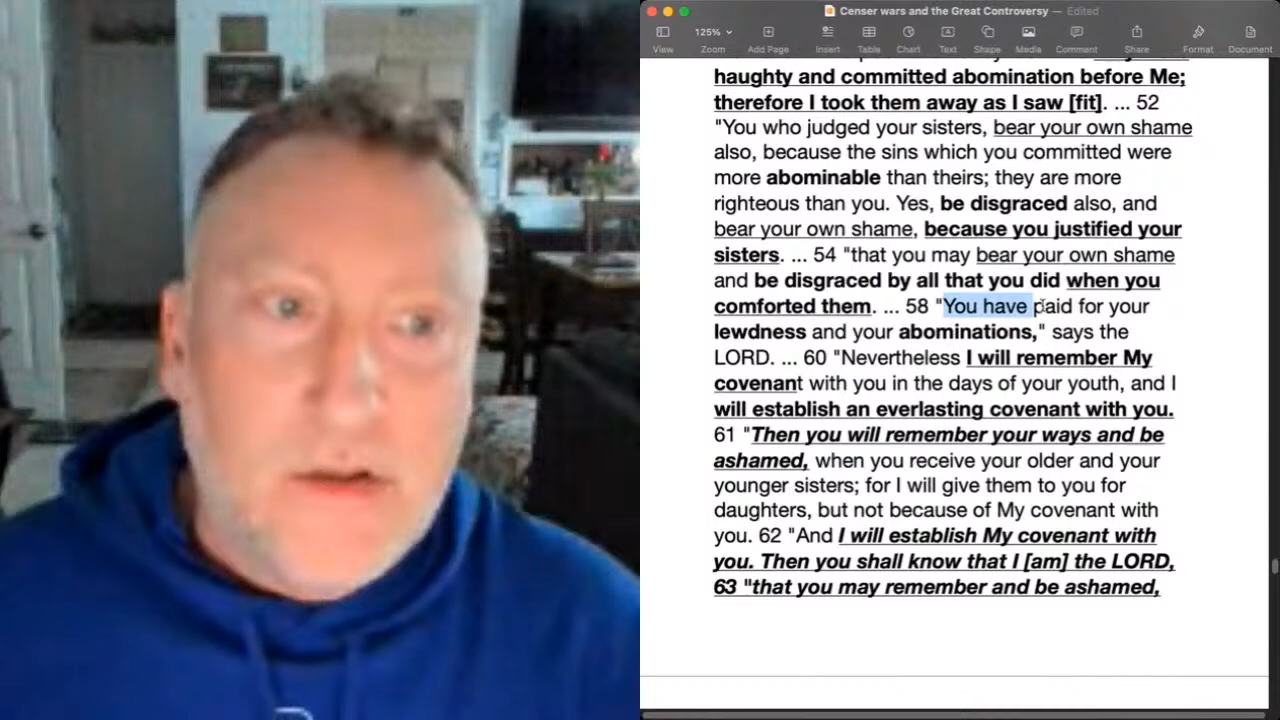 Censer wars and the Great Controversy — Edited
125%
View
Zoom
Add Page
Insert
Table
Chart
Text
Shape
Media
Comment
Share
Format
Document
haughty and committed abomination before Me;
therefore I took them away as I saw [fit]. ... 52
"You who judged your sisters, bear your own shame
also, because the sins which you committed were
more abominable than theirs; they are more
righteous than you. Yes, be disgraced also, and
bear your own shame, because you justified your
sisters. ... 54 "that you may bear your own shame
and be disgraced by all that you did when you
comforted them. ... 58 "You have paid for your
lewdness and your abominations," says the
LORD. ... 60 "Nevertheless I will remember My
covenant with you in the days of your youth, and I
will establish an everlasting covenant with you.
61 "Then you will remember your ways and be
ashamed, when you receive your older and your
younger sisters; for I will give them to you for
daughters, but not because of My covenant with
you. 62 "And I will establish My covenant with
you. Then you shall know that I [am] the LORD,
63 "that you may remember and be ashamed,